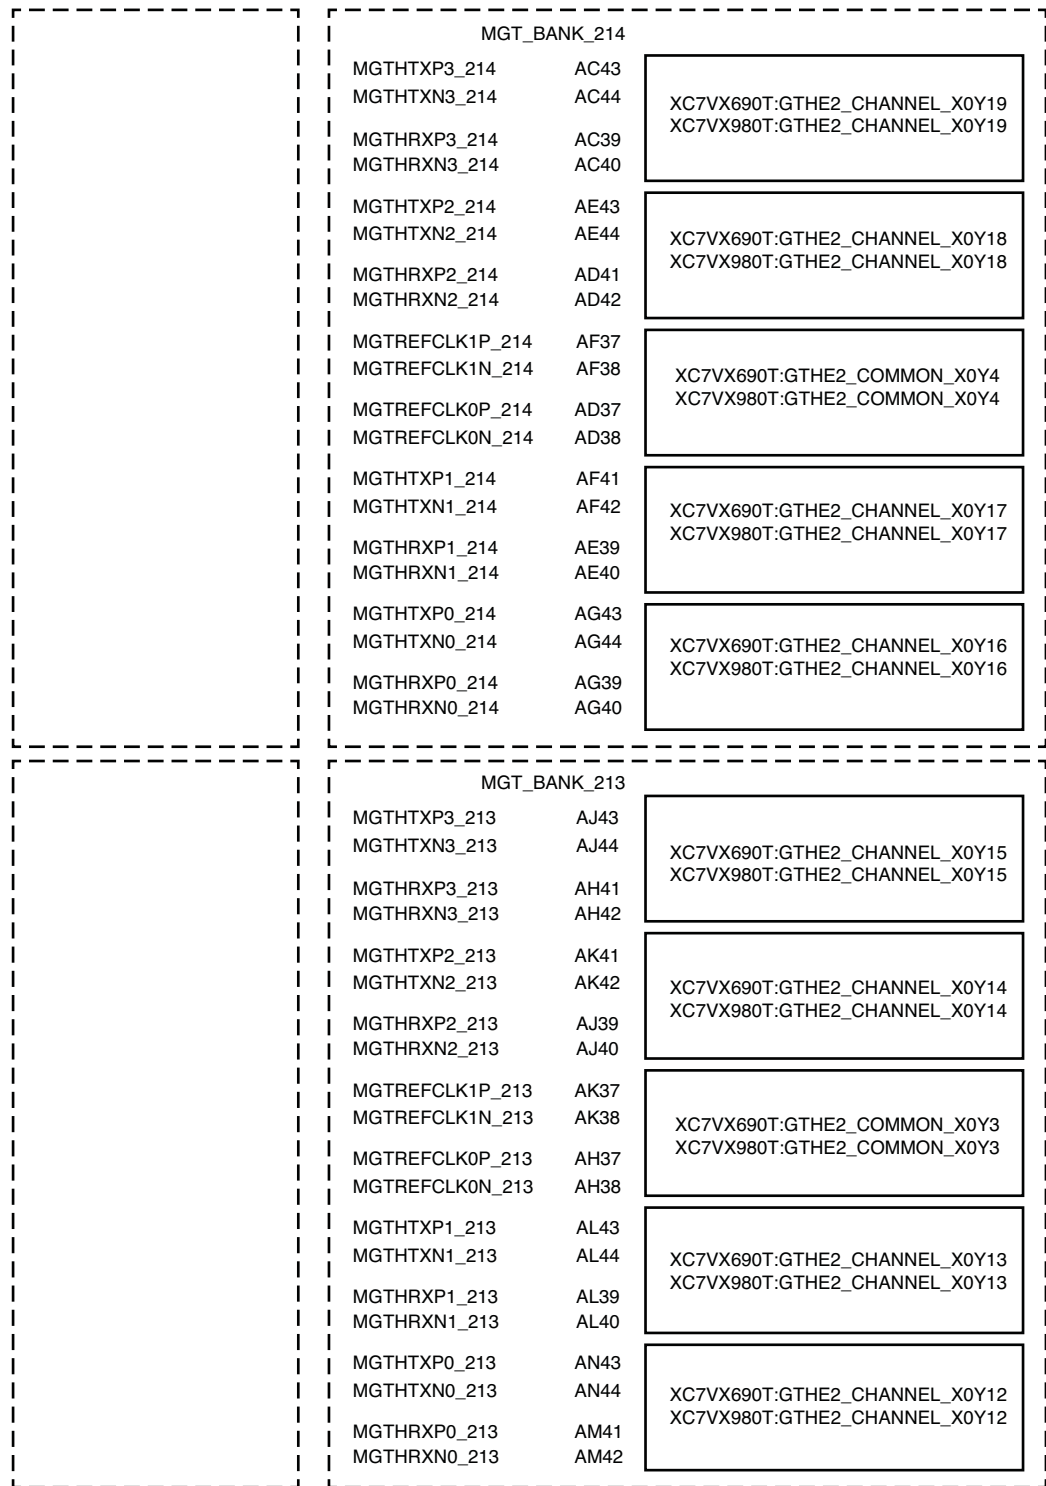 MGT_BANK_214
MGTHTXP3_214 AC43
MGTHTXN3_214 AC44
XC7VX690T:GTHE2_CHANNEL_X0Y19
XC7VX980T:GTHE2_CHANNEL_X0Y19
MGTHRXP3_214 AC39
MGTHRXN3_214 AC40
MGTHTXP2_214 AE43
MGTHTXN2_214 AE44
XC7VX690T:GTHE2_CHANNEL_X0Y18
XC7VX980T:GTHE2_CHANNEL_X0Y18
MGTHRXP2_214 AD41
MGTHRXN2_214 AD42
MGTREFCLK1P_214 AF37
MGTREFCLK1N_214 AF38
XC7VX690T:GTHE2_COMMON_X0Y4
XC7VX980T:GTHE2_COMMON_X0Y4
MGTREFCLK0P_214 AD37
MGTREFCLK0N_214 AD38
MGTHTXP1_214 AF41
MGTHTXN1_214 AF42
XC7VX690T:GTHE2_CHANNEL_X0Y17
XC7VX980T:GTHE2_CHANNEL_X0Y17
MGTHRXP1_214 AE39
MGTHRXN1_214 AE40
MGTHTXP0_214 AG43
MGTHTXN0_214 AG44
XC7VX690T:GTHE2_CHANNEL_X0Y16
XC7VX980T:GTHE2_CHANNEL_X0Y16
MGTHRXP0_214 AG39
MGTHRXN0_214 AG40
MGT_BANK_213
MGTHTXP3_213 AJ43
MGTHTXN3_213 AJ44
XC7VX690T:GTHE2_CHANNEL_X0Y15
XC7VX980T:GTHE2_CHANNEL_X0Y15
MGTHRXP3_213 AH41
MGTHRXN3_213 AH42
MGTHTXP2_213 AK41
MGTHTXN2_213 AK42
XC7VX690T:GTHE2_CHANNEL_X0Y14
XC7VX980T:GTHE2_CHANNEL_X0Y14
MGTHRXP2_213 AJ39
MGTHRXN2_213 AJ40
MGTREFCLK1P_213 AK37
MGTREFCLK1N_213 AK38
XC7VX690T:GTHE2_COMMON_X0Y3
XC7VX980T:GTHE2_COMMON_X0Y3
MGTREFCLK0P_213 AH37
MGTREFCLK0N_213 AH38
MGTHTXP1_213 AL43
MGTHTXN1_213 AL44
XC7VX690T:GTHE2_CHANNEL_X0Y13
XC7VX980T:GTHE2_CHANNEL_X0Y13
MGTHRXP1_213 AL39
MGTHRXN1_213 AL40
MGTHTXP0_213 AN43
MGTHTXN0_213 AN44
XC7VX690T:GTHE2_CHANNEL_X0Y12
XC7VX980T:GTHE2_CHANNEL_X0Y12
MGTHRXP0_213 AM41
MGTHRXN0_213 AM42